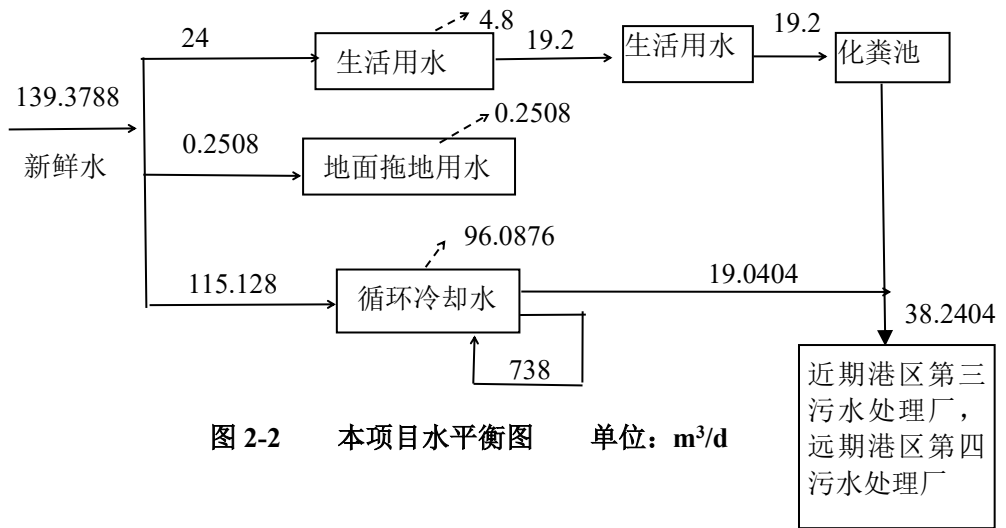 4.8
24
19.2
19.2
生活用水
生活用水
化粪池
139.3788
新鲜水
0.2508
0.2508
地面拖地用水
96.0876
115.128
循环冷却水
19.0404
38.2404
738
近期港区第三
污水处理厂，
远期港区第四
污水处理厂
图 2-2 本项目水平衡图 单位：m³/d